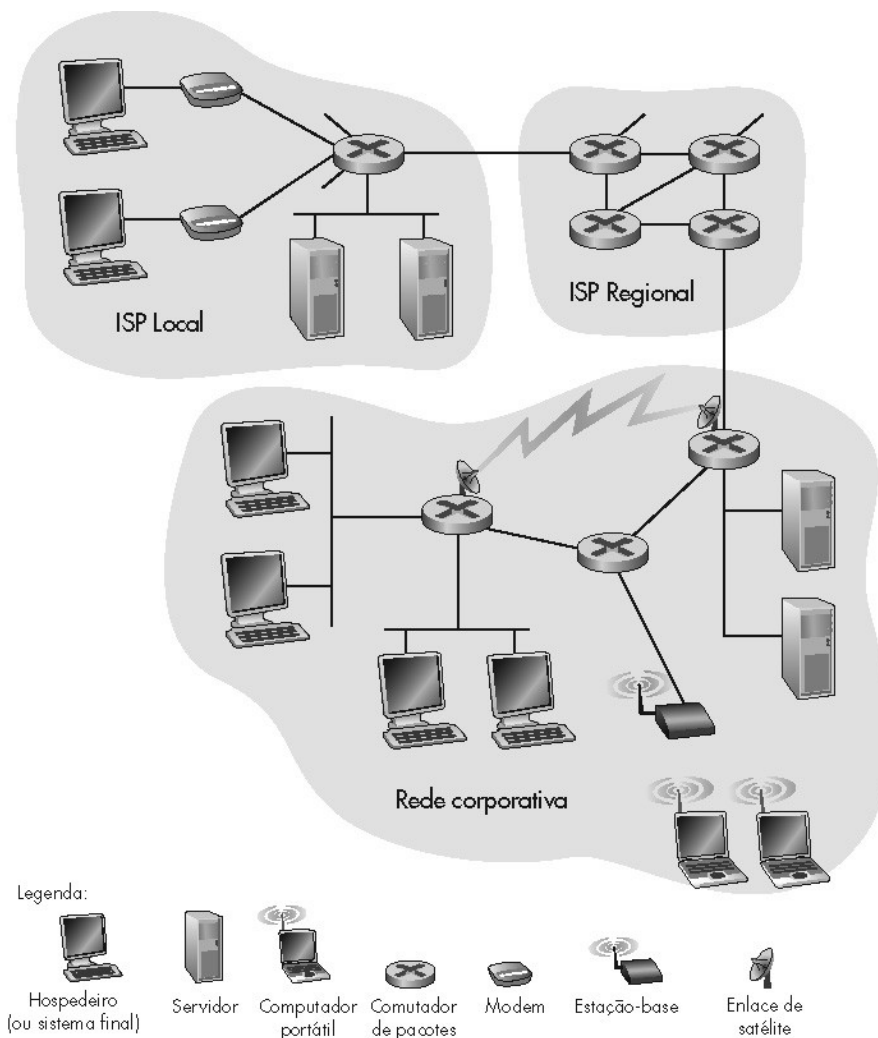 ISP Local
ISP Regional
Rede corporativa
Legenda:
Hospedeiro
(ou sistema final)
Servidor
Computador
portátil
Comutador
de pacotes
Modem
Estação-base
Enlace de
satélite